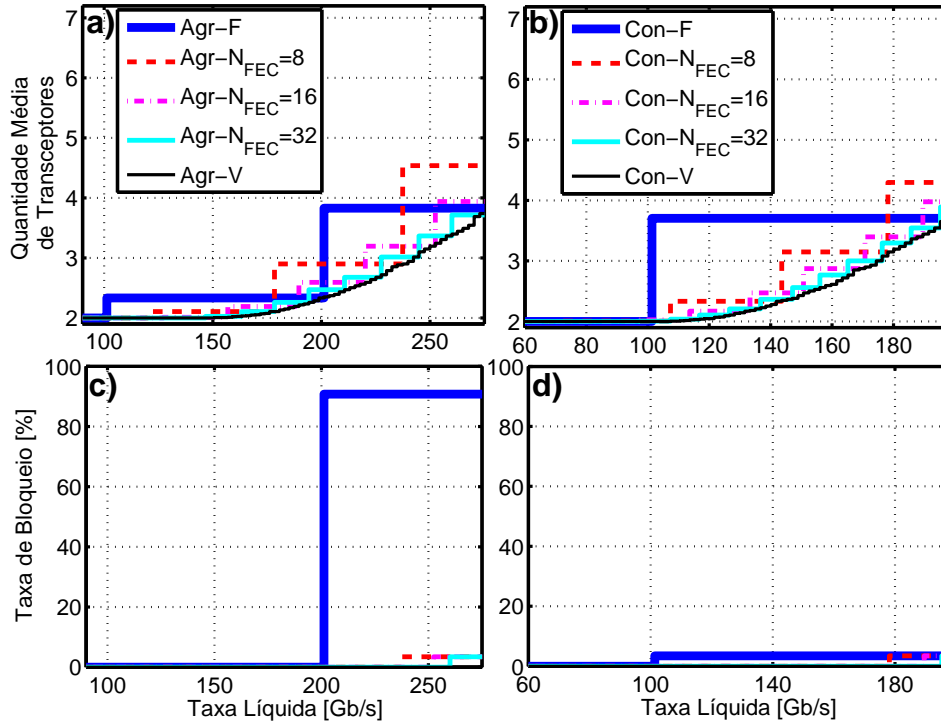 a)
Agr-F
Agr-N_FEC=8
Agr-N_FEC=16
Agr-N_FEC=32
Agr-V
Quantidade Média
de Transceptores
7
6
5
4
3
2
100 150 200 250
b)
Con-F
Con-N_FEC=8
Con-N_FEC=16
Con-N_FEC=32
Con-V
7
6
5
4
3
2
60 80 100 120 140 160 180
c)
Taxa de Bloqueio [%]
100
80
60
40
20
0
100 150 200 250
Taxa Líquida [Gb/s]
d)
100
80
60
40
20
0
60 100 140 180
Taxa Líquida [Gb/s]